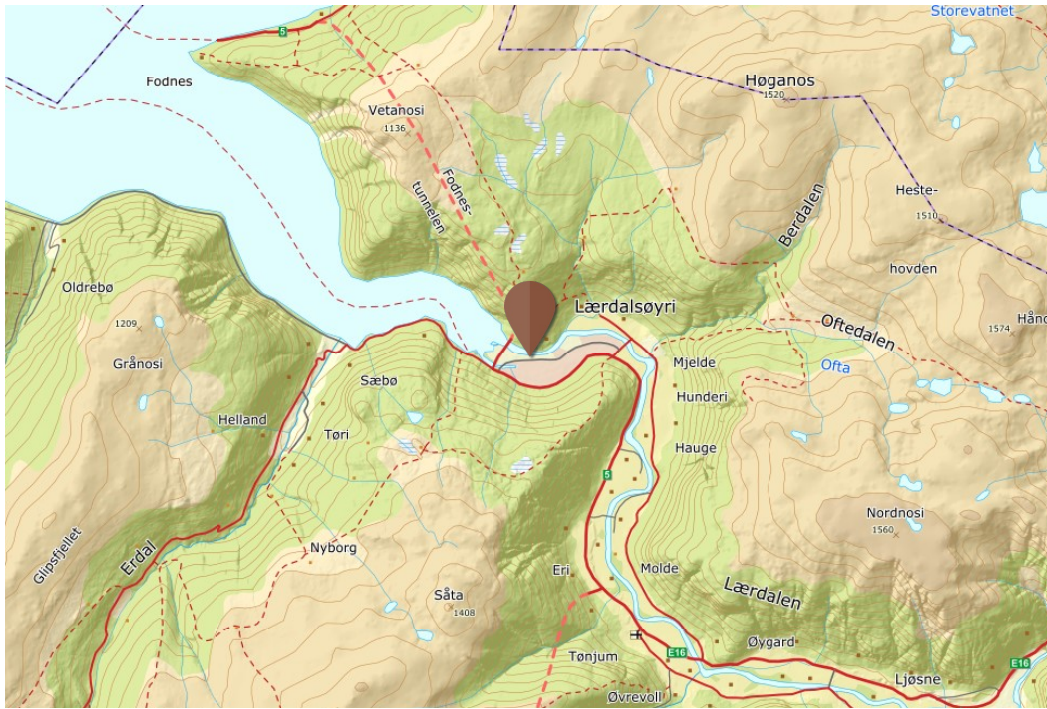 Storevatnet
5
Fodnes
Høganos
1520
Vetanosi
1136
Fodnes-
tunnelen
Berdalen
Heste-
1510
hovden
Oldrebø
1209
Grånosi
Lærdalsøyri
Oftedalen
1574
Ofta
Mjelde
Sæbø
Hunderi
Helland
Tøri
Hauge
5
Nordnosi
1560
Glipsfjellet
Erdal
Nyborg
Eri
Molde
Lærdalen
Såta
1408
Øygard
Tønjum
E16
E16
Ljøsne
Øvrevoll